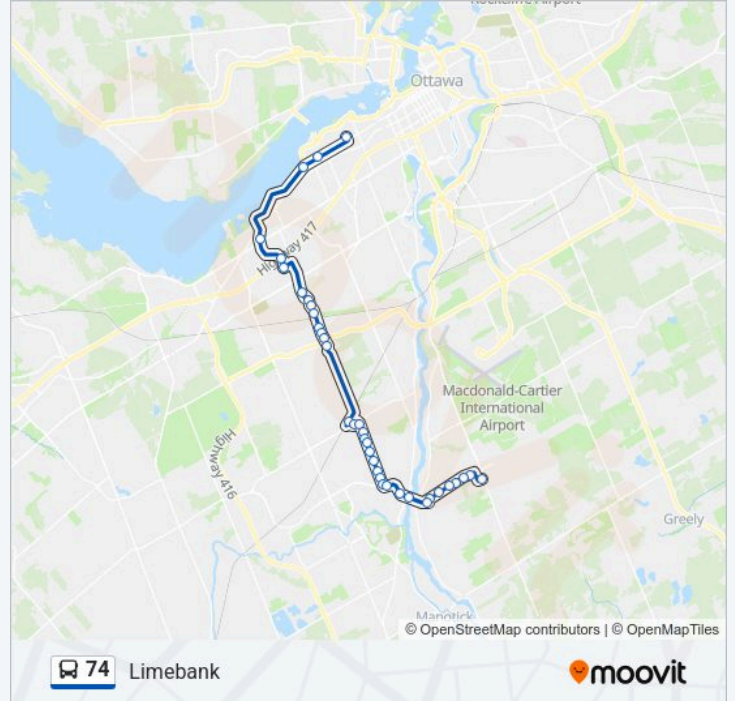 Rockcliffe Airport
Ottawa
Highway 417
Macdonald-Cartier
International
Airport
Highway 416
Greely
Manotick
© OpenStreetMap contributors | © OpenMapTiles
74 Limebank
moovit